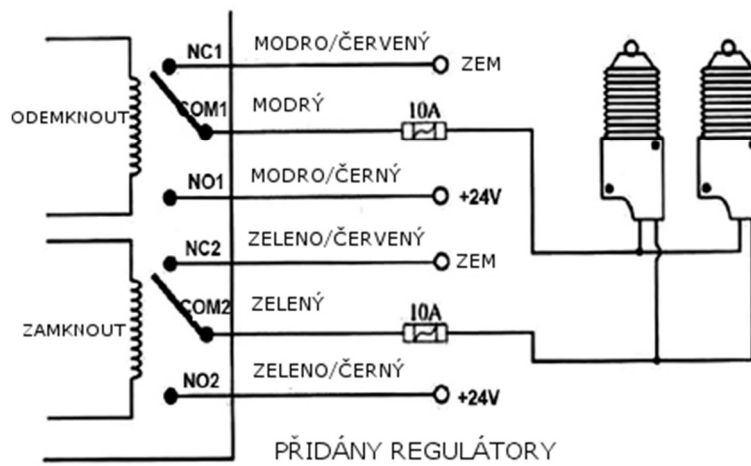 NC1 MODRO/ČERVENÝ ZEM
ODEMKNOUT COM1 MODRÝ 10A
NO1 MODRO/ČERNÝ +24V
NC2 ZELENO/ČERVENÝ ZEM
ZAMKNOUT COM2 ZELENÝ 10A
NO2 ZELENO/ČERNÝ +24V
PŘIDÁNY REGULÁTORY